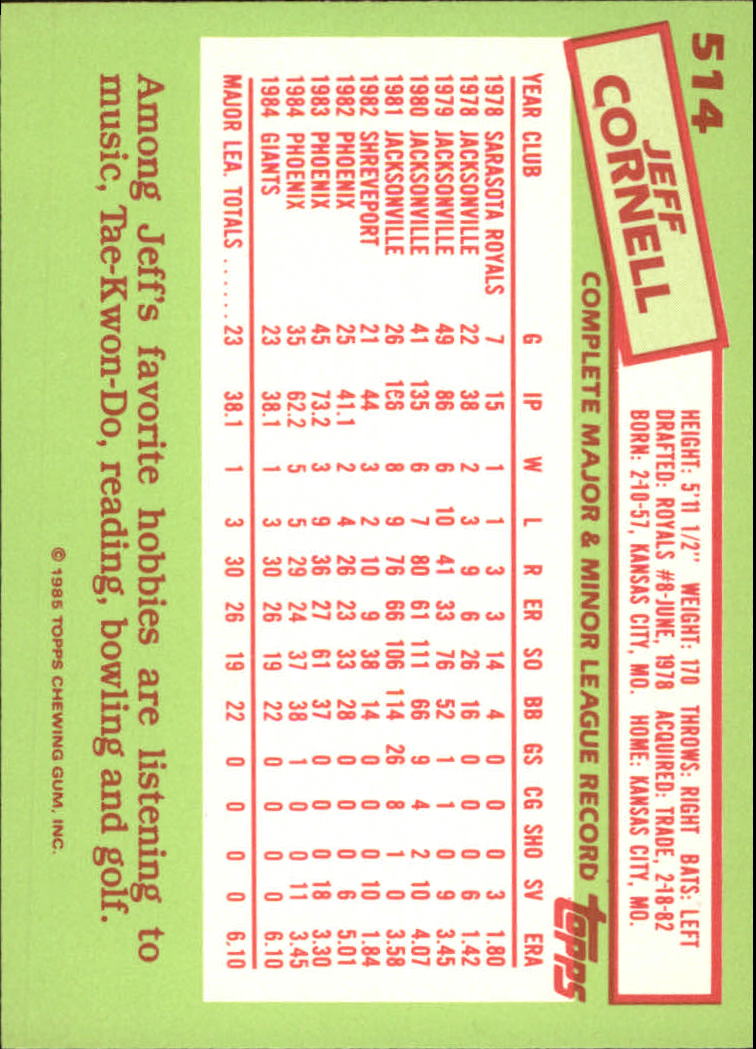 514
JEFF
CORNELL
HEIGHT: 5'11 1/2" WEIGHT: 170 THROWS: RIGHT BATS: LEFT
DRAFTED: ROYALS #8-JUNE, 1978 ACQUIRED: TRADE, 2-18-82
BORN: 2-10-57, KANSAS CITY, MO. HOME: KANSAS CITY, MO.
COMPLETE MAJOR & MINOR LEAGUE RECORD topps
YEAR CLUB G IP W L R ER SO BB GS CG SHO SV ERA
1978 SARASOTA ROYALS 7 15 1 1 3 3 14 4 0 0 0 3 1.80
1978 JACKSONVILLE 22 38 2 3 9 6 26 16 0 0 0 6 1.42
1979 JACKSONVILLE 49 86 6 10 41 33 76 52 1 1 0 9 3.45
1980 JACKSONVILLE 41 135 6 7 80 61 111 66 9 4 2 10 4.07
1981 JACKSONVILLE 26 166 8 9 76 66 106 114 26 8 1 0 3.58
1982 SHREVEPORT 21 44 3 2 10 9 38 14 0 0 0 10 1.84
1982 PHOENIX 25 41.1 2 4 26 23 33 28 0 0 0 6 5.01
1983 PHOENIX 45 73.2 3 9 36 27 61 37 0 0 0 18 3.30
1984 PHOENIX 35 62.2 5 5 29 24 37 38 1 0 0 11 3.45
1984 GIANTS 23 38.1 1 3 30 26 19 22 0 0 0 0 6.10
MAJOR LEA. TOTALS ...... 23 38.1 1 3 30 26 19 22 0 0 0 0 6.10
Among Jeff's favorite hobbies are listening to
music, Tae-Kwon-Do, reading, bowling and golf.
© 1985 TOPPS CHEWING GUM, INC.